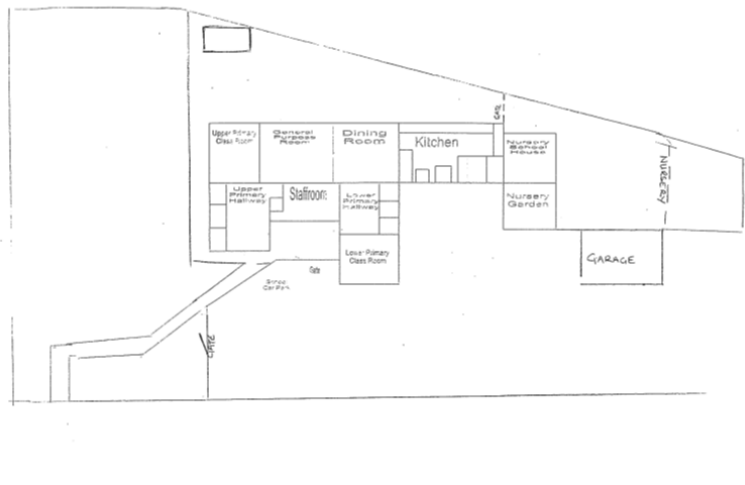 Gate
Upper Primary
Class Room
General
Purpose
Room
Dining
Room
Kitchen
Nursery
School
House
NURSERY
Upper
Primary
Hallway
Staffroom
Lower
Primary
Hallway
Nursery
Garden
Lower Primary
Class Room
GARAGE
Gate
School
Car Park
GATE